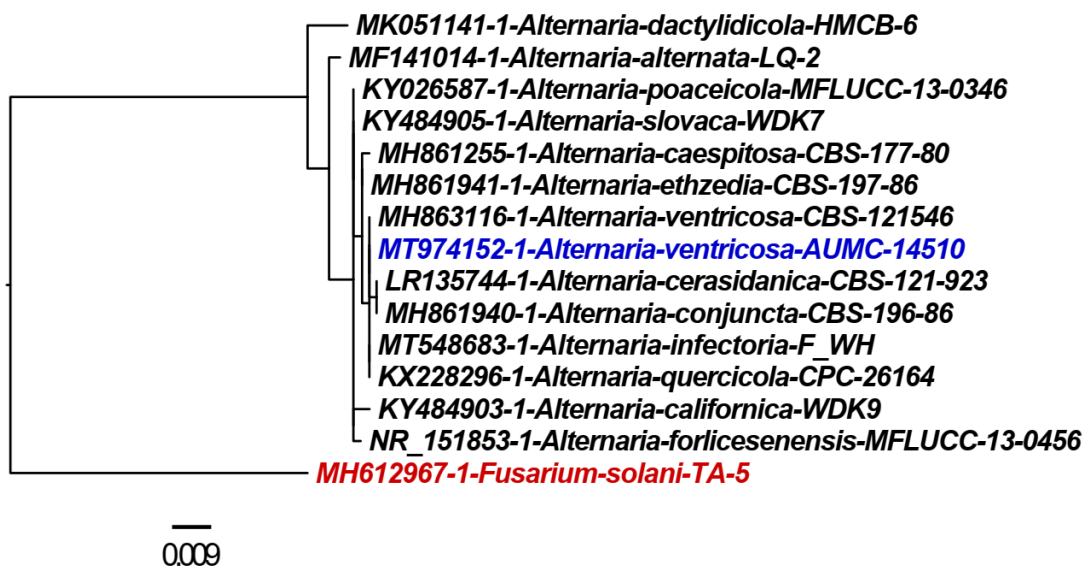 MK051141-1-Alternaria-dactylidicola-HMCB-6
MF141014-1-Alternaria-alternata-LQ-2
KY026587-1-Alternaria-poaceicola-MFLUCC-13-0346
KY484905-1-Alternaria-slovaca-WDK7
MH861255-1-Alternaria-caespitosa-CBS-177-80
MH861941-1-Alternaria-ethzedia-CBS-197-86
MH863116-1-Alternaria-ventricosa-CBS-121546
MT974152-1-Alternaria-ventricosa-AUMC-14510
LR135744-1-Alternaria-cerasidanica-CBS-121-923
MH861940-1-Alternaria-conjuncta-CBS-196-86
MT548683-1-Alternaria-infectoria-F_WH
KX228296-1-Alternaria-quercicola-CPC-26164
KY484903-1-Alternaria-californica-WDK9
NR_151853-1-Alternaria-forlicesenensis-MFLUCC-13-0456
MH612967-1-Fusarium-solani-TA-5
0.009